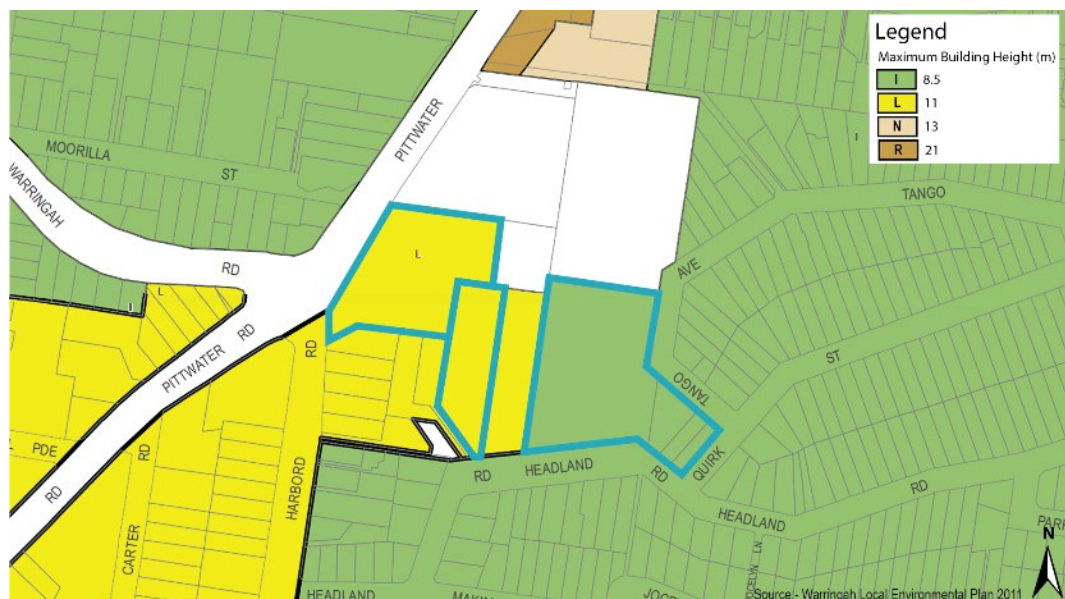 Legend
Maximum Building Height (m)
I 8.5
L 11
N 13
R 21
PITTWATER
MOORILLA
ST
WARRINGAH
RD
I
TANGO
L
AVE
L
I
RD
PITTWATER
RD
ST
TANGO
QUIRK
PDE
RD
RD
HARBORD
RD
HEADLAND
RD
RD
HEADLAND
CARTER
N
HEADLAND
Source - Warringah Local Environmental Plan 2011